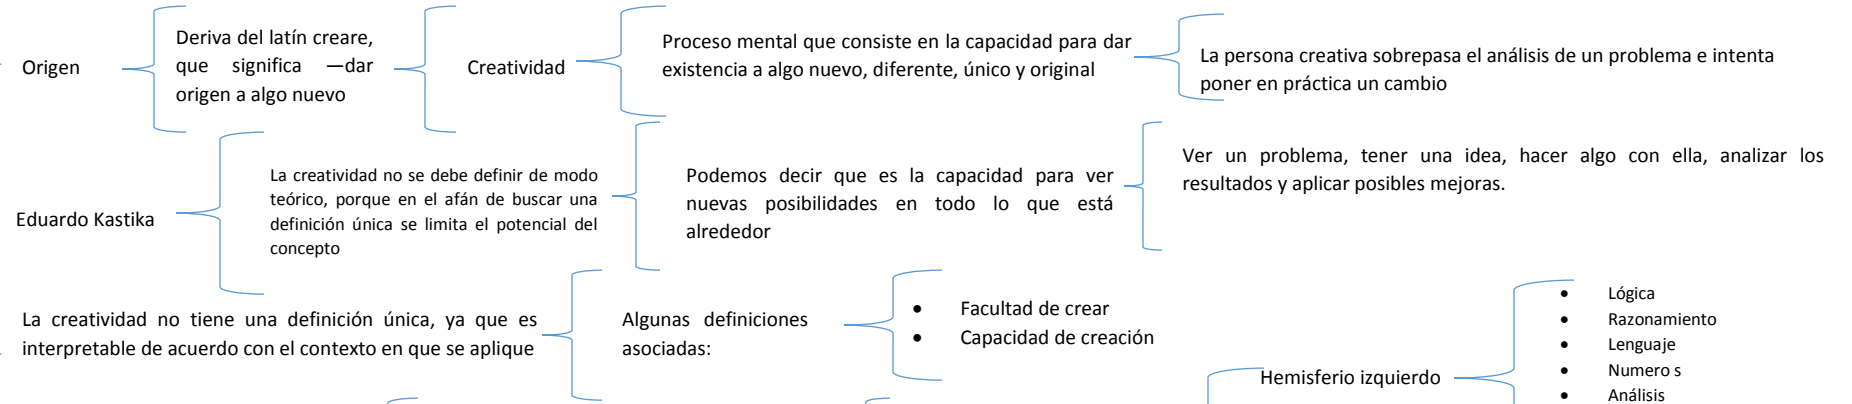 Origen
Deriva del latín creare,
que significa —dar
origen a algo nuevo
Creatividad
Proceso mental que consiste en la capacidad para dar
existencia a algo nuevo, diferente, único y original
La persona creativa sobrepasa el análisis de un problema e intenta
poner en práctica un cambio
Eduardo Kastika
La creatividad no se debe definir de modo
teórico, porque en el afán de buscar una
definición única se limita el potencial del
concepto
Podemos decir que es la capacidad para ver
nuevas posibilidades en todo lo que está
alrededor
Ver un problema, tener una idea, hacer algo con ella, analizar los
resultados y aplicar posibles mejoras.
La creatividad no tiene una definición única, ya que es
interpretable de acuerdo con el contexto en que se aplique
Algunas definiciones
asociadas:
• Facultad de crear
• Capacidad de creación
Hemisferio izquierdo
• Lógica
• Razonamiento
• Lenguaje
• Numero s
• Análisis